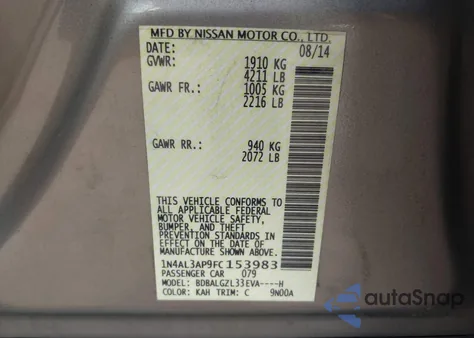 MFD BY NISSAN MOTOR CO., LTD.
DATE: 08/14
GVWR: 1910 KG
4211 LB
GAWR FR.: 1005 KG
2216 LB
GAWR RR.: 940 KG
2072 LB
THIS VEHICLE CONFORMS TO
ALL APPLICABLE FEDERAL
MOTOR VEHICLE SAFETY,
BUMPER, AND THEFT
PREVENTION STANDARDS
IN EFFECT ON THE DATE OF
MANUFACTURE SHOWN ABOVE.
1N4AL3AP9FC153983
PASSENGER CAR 079
MODEL: BDBALGZL33EVA----H
COLOR: KAH TRIM: C 9N00A
autoSnap